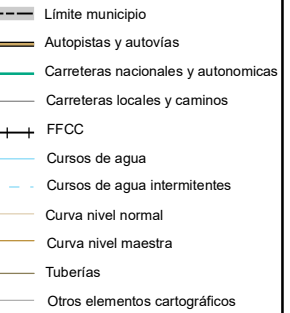 Límite municipio
Autopistas y autovías
Carreteras nacionales y autonomicas
Carreteras locales y caminos
FFCC
Cursos de agua
Cursos de agua intermitentes
Curva nivel normal
Curva nivel maestra
Tuberías
Otros elementos cartográficos